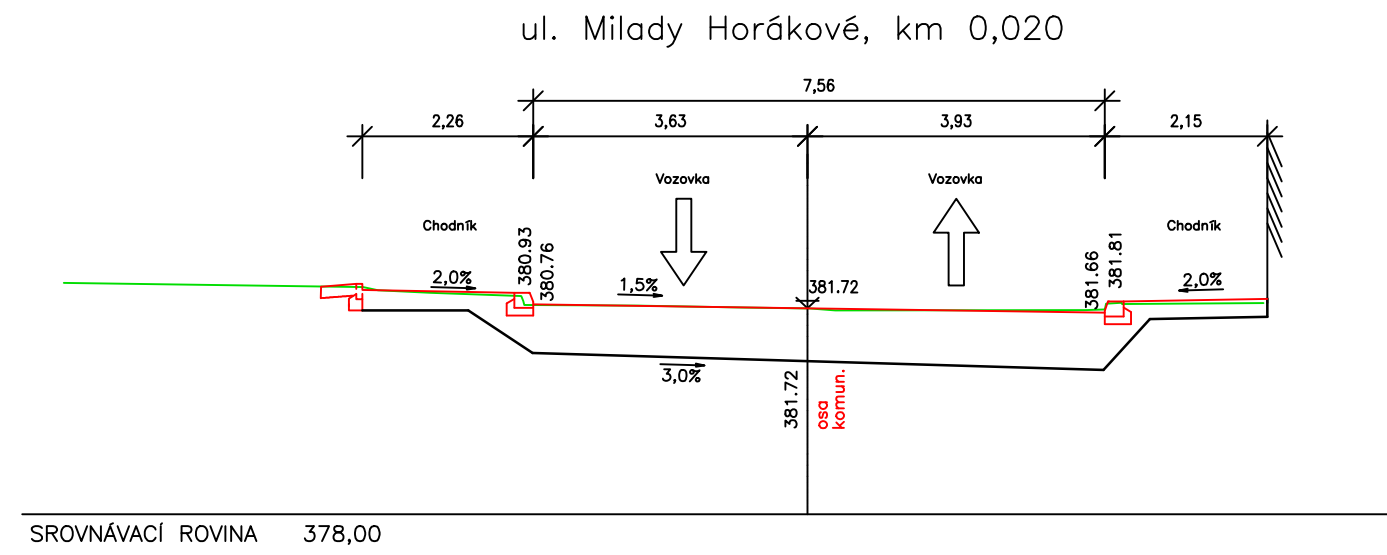 ul. Milady Horákové, km 0,020
7,56
2,26
3,63
3,93
2,15
Vozovka
Vozovka
Chodník
Chodník
380.93
380.76
381.66
381.81
2,0%
1,5%
381.72
2,0%
3,0%
381.72
osa
komun.
SROVNÁVACÍ ROVINA 378,00